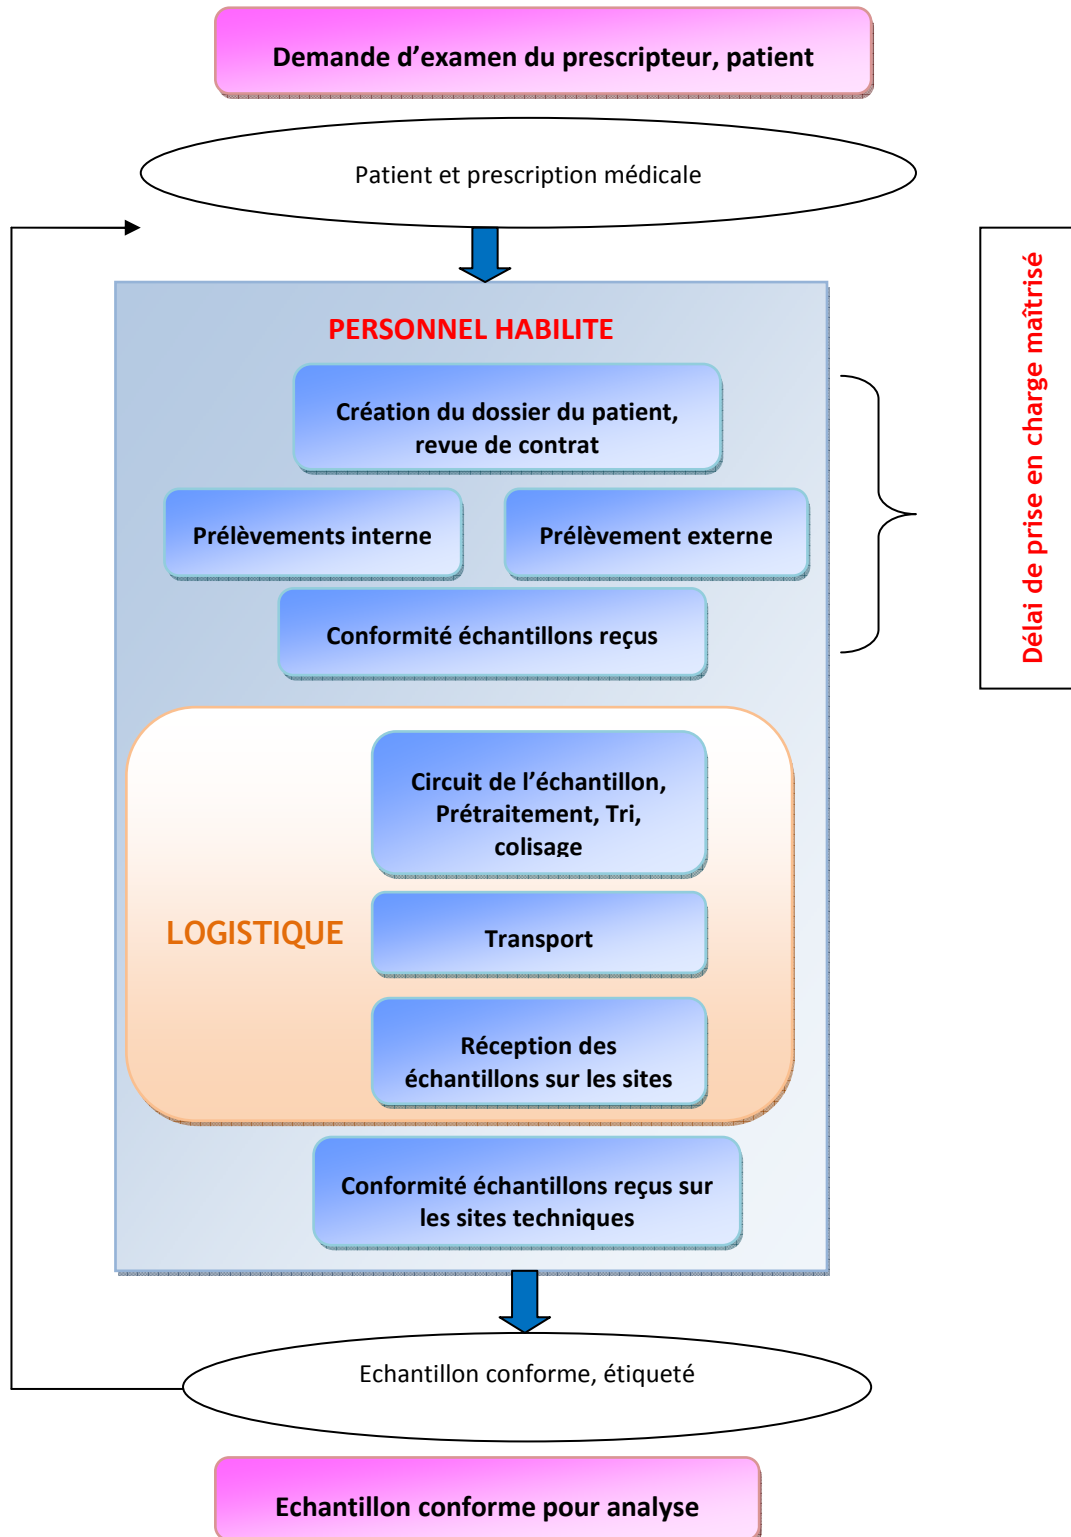 Demande d’examen du prescripteur, patient
Patient et prescription médicale
PERSONNEL HABILITE
Création du dossier du patient,
revue de contrat
Prélèvements interne
Prélèvement externe
Conformité échantillons reçus
Délai de prise en charge maîtrisé
Circuit de l’échantillon,
Prétraitement, Tri,
colisage
LOGISTIQUE
Transport
Réception des
échantillons sur les sites
Conformité échantillons reçus sur
les sites techniques
Echantillon conforme, étiqueté
Echantillon conforme pour analyse